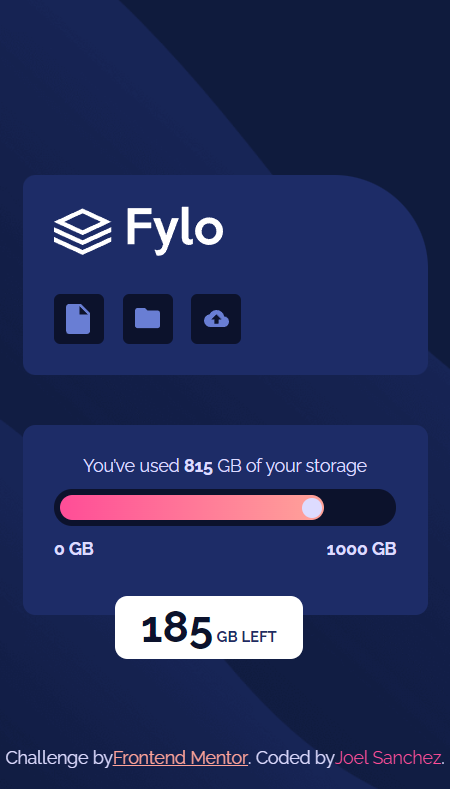 Fylo
You've used 815 GB of your storage
0 GB 1000 GB
185 GB LEFT
Challenge byFrontend Mentor. Coded byJoel Sanchez.